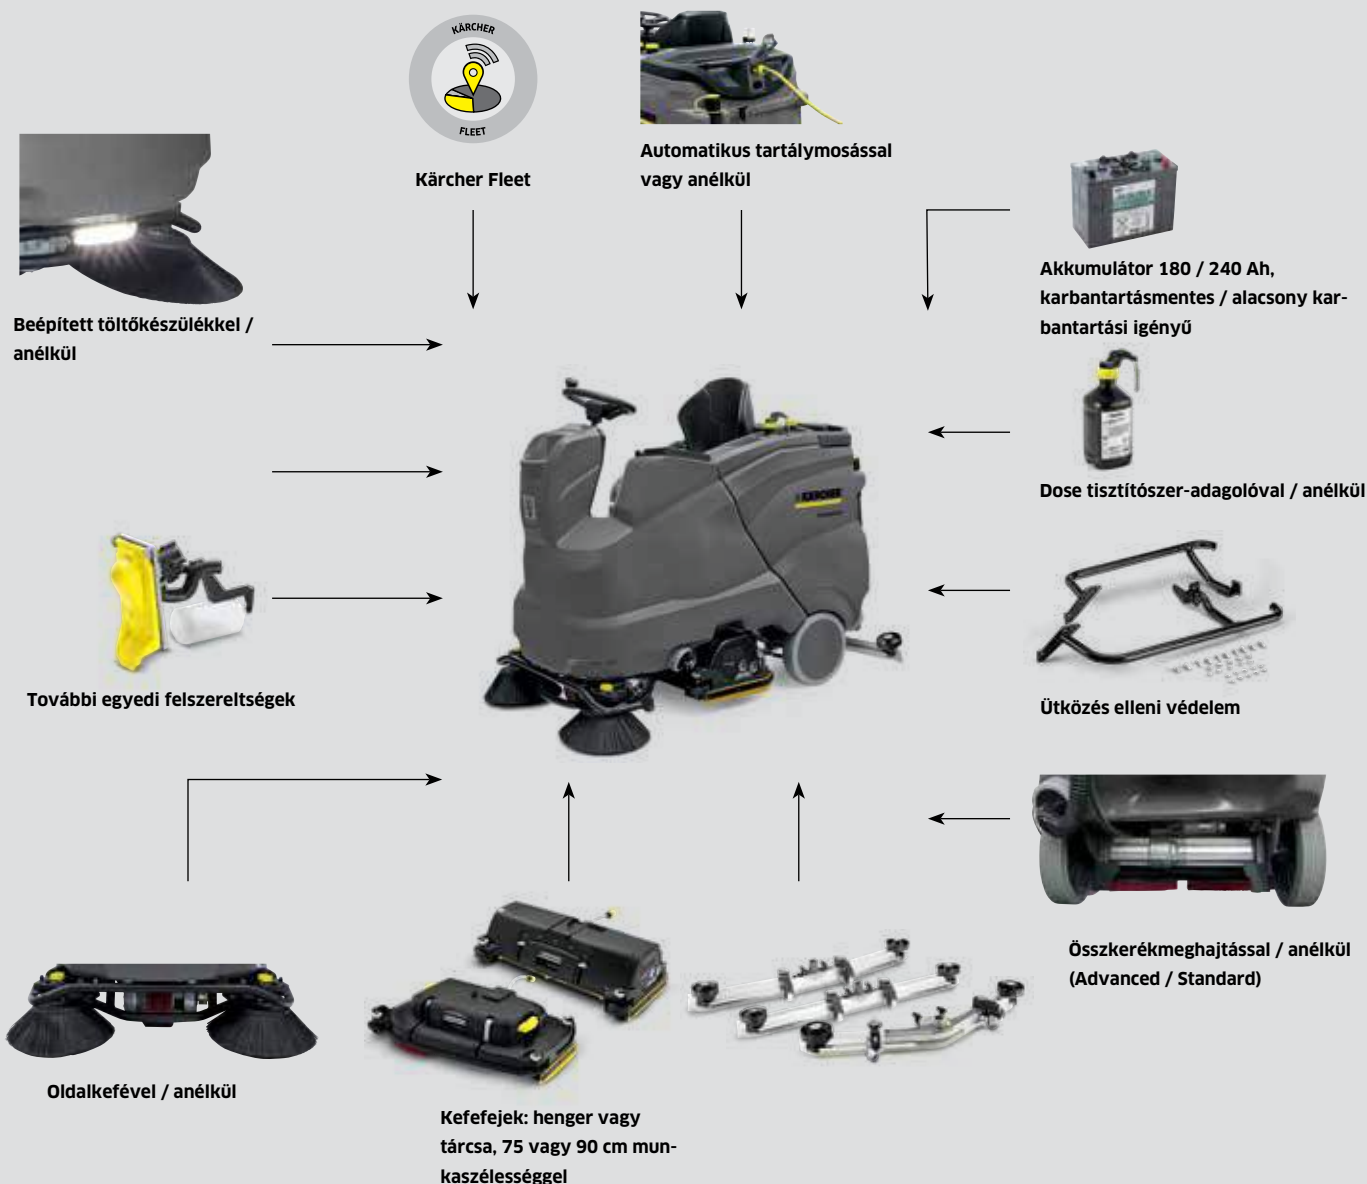 KÄRCHER
FLEET
Kärcher Fleet
Automatikus tartálymosással
vagy anélkül
Beépített töltőkészülékkel /
anélkül
Akkumulátor 180 / 240 Ah,
karbantartásmentes / alacsony kar-
bantartási igényű
Dose tisztítószer-adagolóval / anélkül
KÄRCHER
További egyedi felszereltségek
Ütközés elleni védelem
Összkerékmeghajtással / anélkül
(Advanced / Standard)
Oldalkefével / anélkül
Kefefejek: henger vagy
tárcsa, 75 vagy 90 cm mun-
kaszélességgel